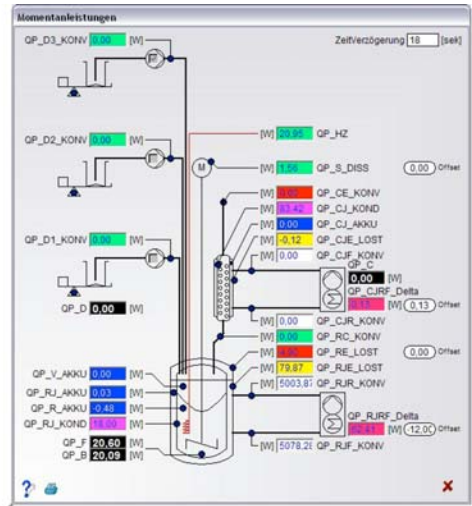 Momentanleistungen
QP_D3_KONV 0,00 [W]
ZeitVerzögerung 18 [sek]
QP_D2_KONV 0,00 [W]
[W] 20,95 QP_HZ
M
[W] 1,56 QP_S_DISS 0,00 Offset
[W] QP_CE_KONV
[W] 83,42 QP_CJ_KOND
[W] 0,00 QP_CJ_AKKU
QP_D1_KONV 0,00 [W]
[W] -0,12 QP_CJE_LOST
[W] 0,00 QP_CJF_KONV
QP_C
0,00 [W]
QP_CJRF_Delta
QP_D 0,00 [W]
[W] 0,13 Offset
[W] 0,00 QP_CJR_KONV
[W] 0,00 QP_RC_KONV
[W] QP_RE_LOST 0,00 Offset
QP_V_AKKU 0,00 [W]
[W] 79,87 QP_RJE_LOST
QP_RJ_AKKU 0,03 [W]
[W] 5003,87 QP_RJR_KONV
QP_R_AKKU -0,48 [W]
QP_RJRF_Delta
QP_RJ_KOND [W]
[W] -12,00 Offset
QP_F 20,60 [W]
[W] 5078,28 QP_RJF_KONV
QP_B 20,09 [W]
?